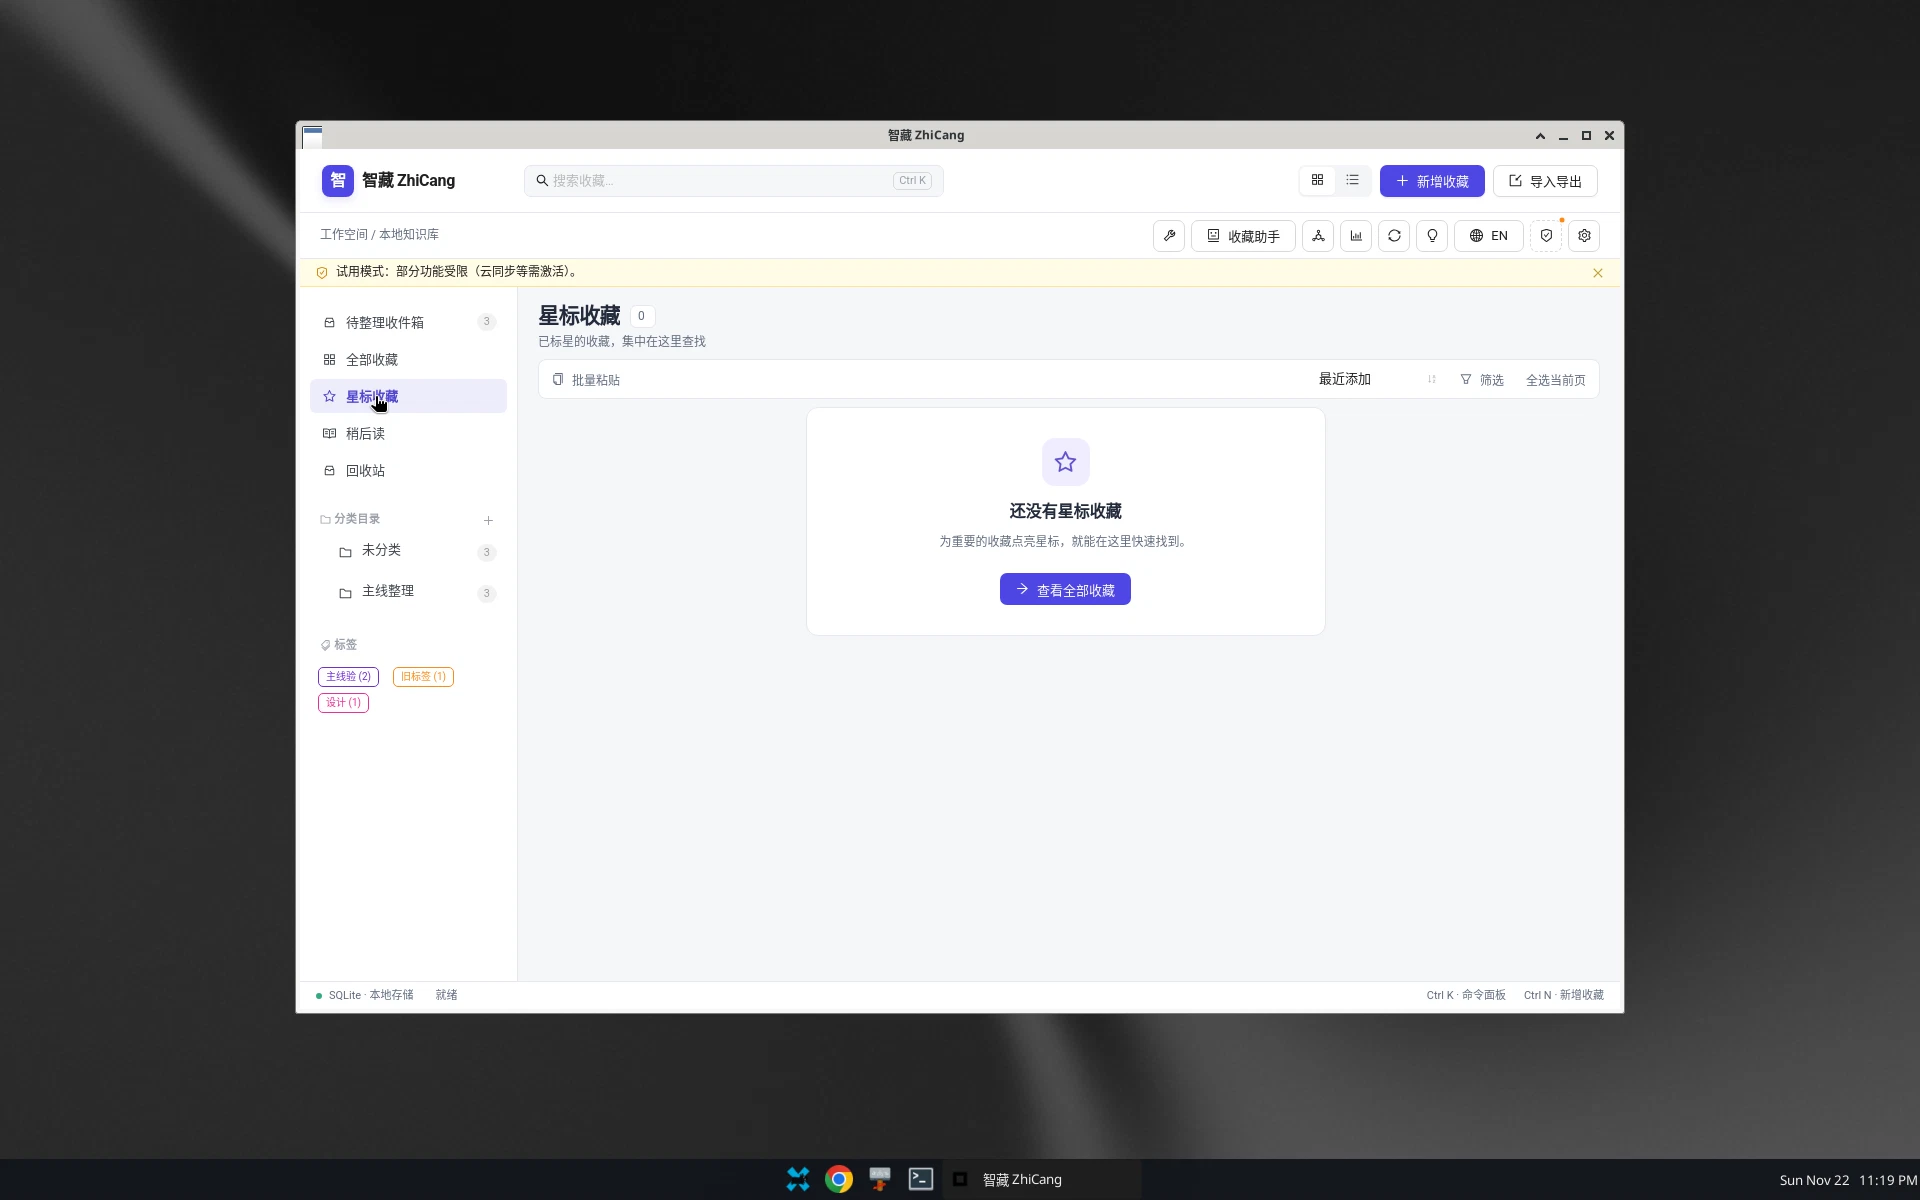 智藏 ZhiCang
智 智藏 ZhiCang
搜索收藏... Ctrl K
新增收藏 导入导出
工作空间 / 本地知识库
收藏助手 EN
试用模式：部分功能受限（云同步等需激活）。
待整理收件箱 3
全部收藏
星标收藏
稍后读
回收站
分类目录
未分类 3
主线整理 3
标签
主线验 (2) 旧标签 (1)
设计 (1)
星标收藏 0
已标星的收藏，集中在这里查找
批量粘贴 最近添加 筛选 全选当前页
还没有星标收藏
为重要的收藏点亮星标，就能在这里快速找到。
查看全部收藏
SQLite · 本地存储 就绪 Ctrl K · 命令面板 Ctrl N · 新增收藏
智藏 ZhiCang
Sun Nov 22 11:19 PM